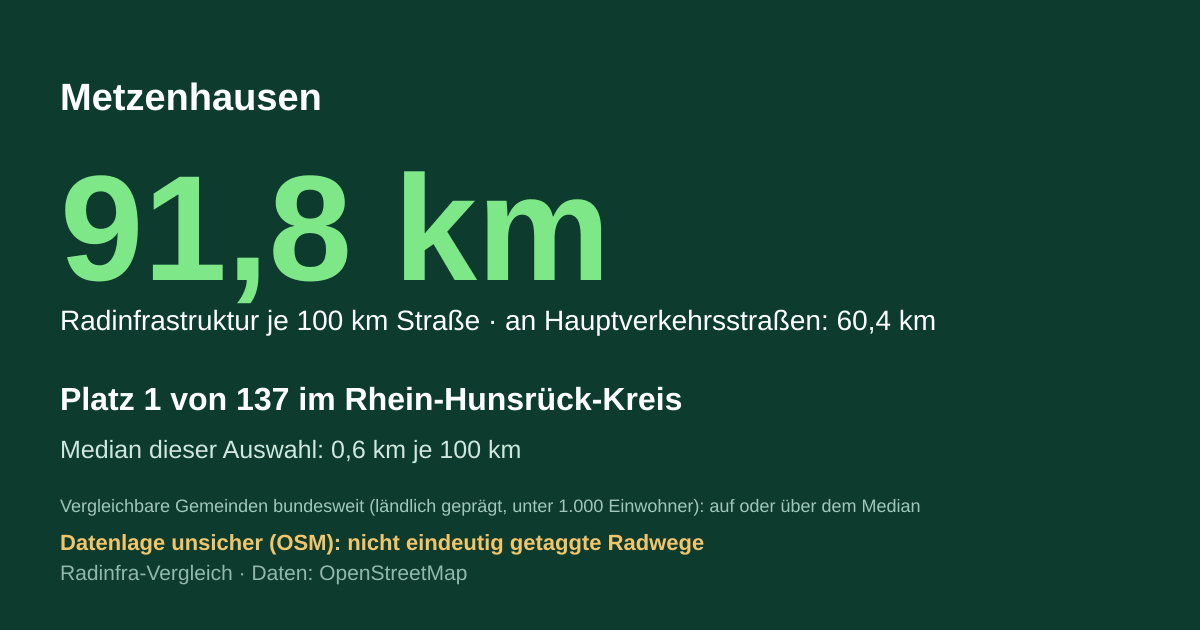 Metzenhausen
91,8 km
Radinfrastruktur je 100 km Straße · an Hauptverkehrsstraßen: 60,4 km
Platz 1 von 137 im Rhein-Hunsrück-Kreis
Median dieser Auswahl: 0,6 km je 100 km
Vergleichbare Gemeinden bundesweit (ländlich geprägt, unter 1.000 Einwohner): auf oder über dem Median
Datenlage unsicher (OSM): nicht eindeutig getaggte Radwege
Radinfra-Vergleich · Daten: OpenStreetMap